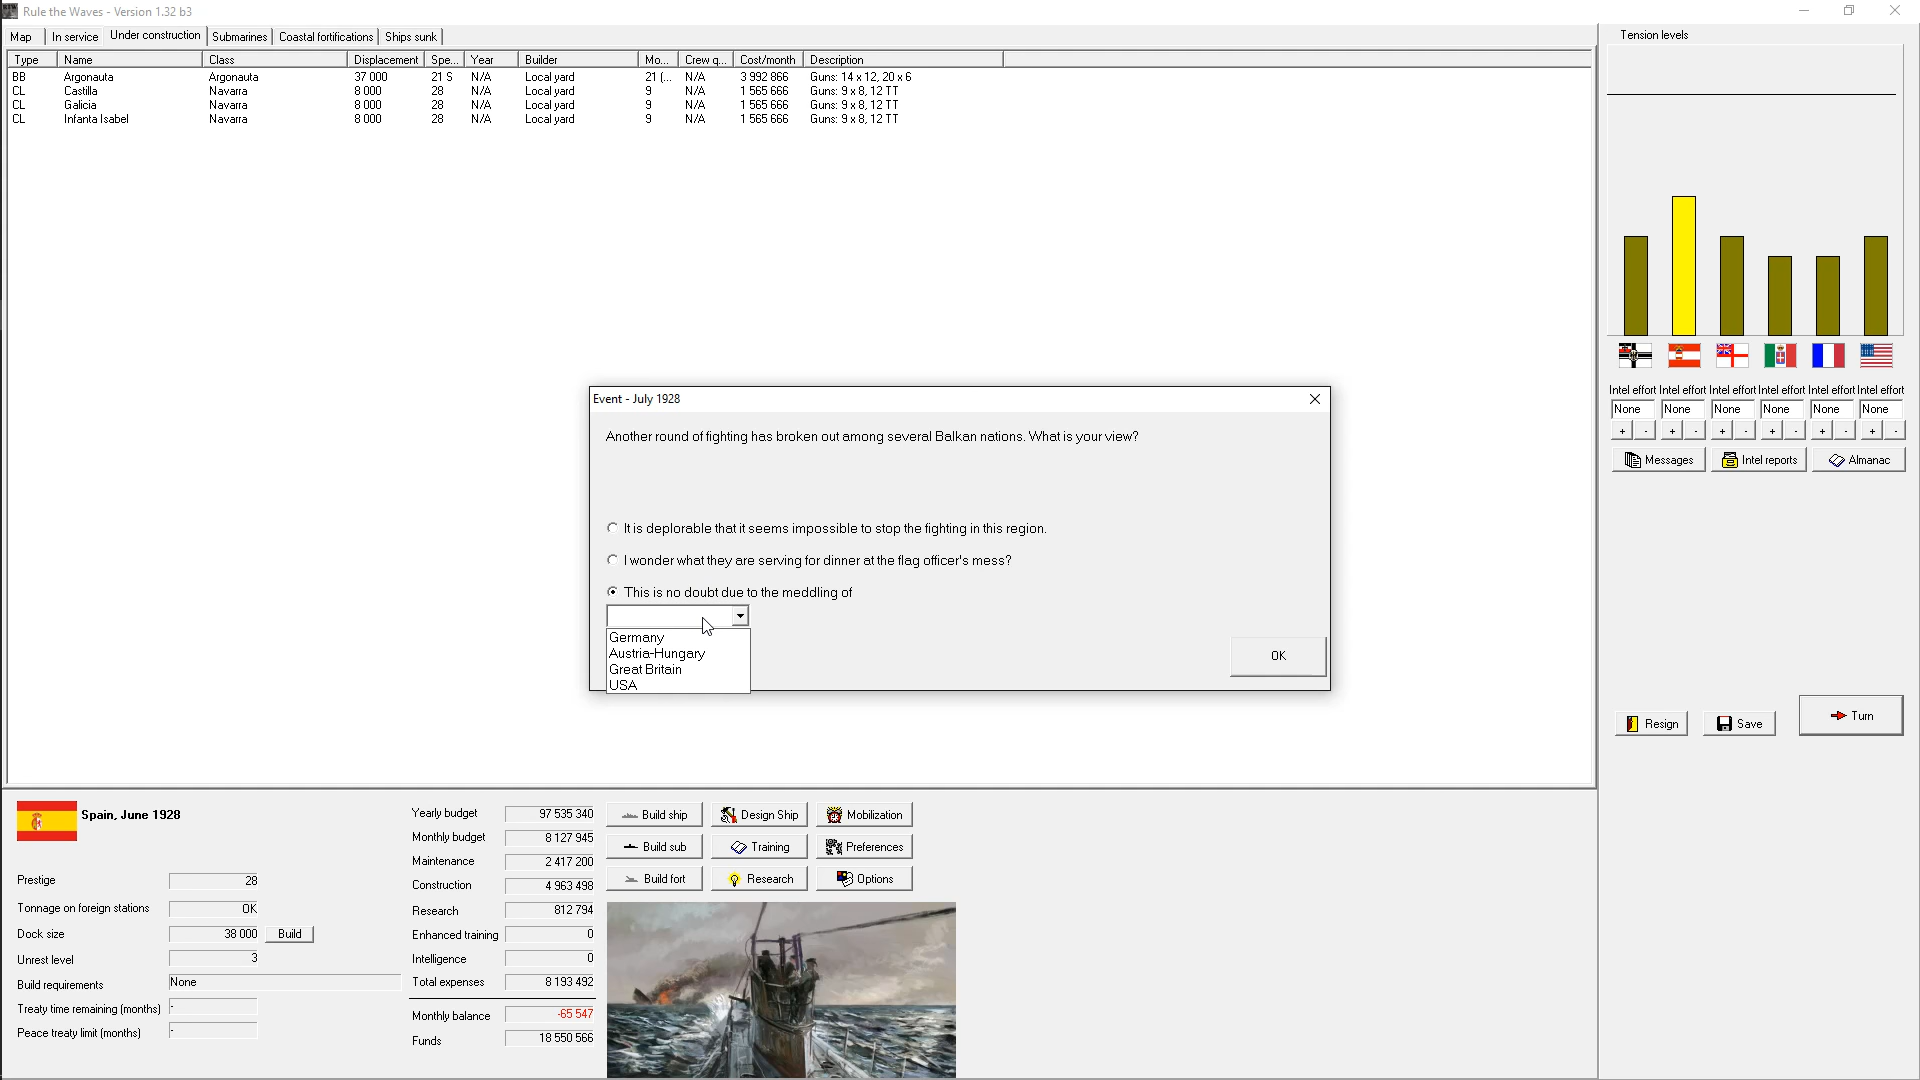 Rule the Waves - Version 1.32 b3
Map In service Under construction Submarines Coastal fortifications Ships sunk
Type Name Class Displacement Spe... Year Builder Mo... Crew q... Cost/month Description
BB Argonauta Argonauta 37 000 21 S N/A Local yard 21 (... N/A 3 992 866 Guns: 14 x 12, 20 x 6
CL Castilla Navarra 8 000 28 N/A Local yard 9 N/A 1 565 666 Guns: 9 x 8, 12 TT
CL Galicia Navarra 8 000 28 N/A Local yard 9 N/A 1 565 666 Guns: 9 x 8, 12 TT
CL Infanta Isabel Navarra 8 000 28 N/A Local yard 9 N/A 1 565 666 Guns: 9 x 8, 12 TT
Tension levels
Intel effort Intel effort Intel effort Intel effort Intel effort Intel effort
None None None None None None
+ - + - + - + - + - + -
Messages Intel reports Almanac
Event - July 1928
Another round of fighting has broken out among several Balkan nations. What is your view?
It is deplorable that it seems impossible to stop the fighting in this region.
I wonder what they are serving for dinner at the flag officer's mess?
This is no doubt due to the meddling of
Germany
Austria-Hungary
Great Britain
USA
OK
Resign Save Turn
Spain, June 1928
Prestige 28
Tonnage on foreign stations OK
Dock size 38 000 Build
Unrest level 3
Build requirements None
Treaty time remaining (months) -
Peace treaty limit (months) -
Yearly budget 97 535 340
Monthly budget 8 127 945
Maintenance 2 417 200
Construction 4 963 498
Research 812 794
Enhanced training 0
Intelligence 0
Total expenses 8 193 492
Monthly balance -65 547
Funds 18 550 566
Build ship Design Ship Mobilization
Build sub Training Preferences
Build fort Research Options